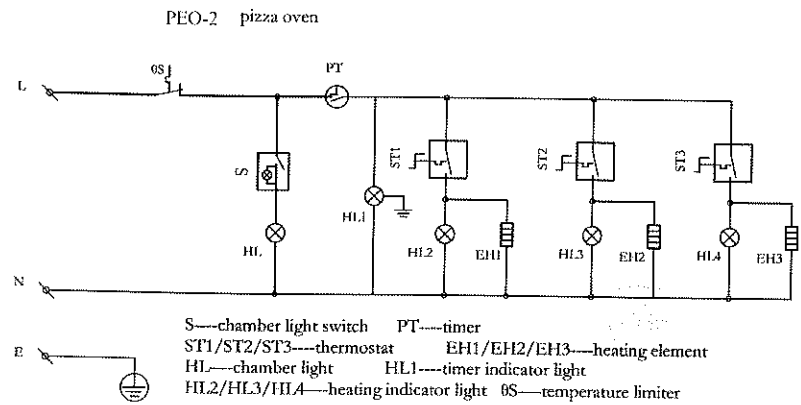 PEO-2 pizza oven
θS
PT
L
S
ST1
ST2
ST3
HL1
HL
HL2
EH1
HL3
EH2
HL4
EH3
N
S----chamber light switch PT----timer
ST1/ST2/ST3----thermostat EH1/EH2/EH3----heating element
E
HL----chamber light HL1----timer indicator light
HL2/HL3/HL4----heating indicator light θS----temperature limiter